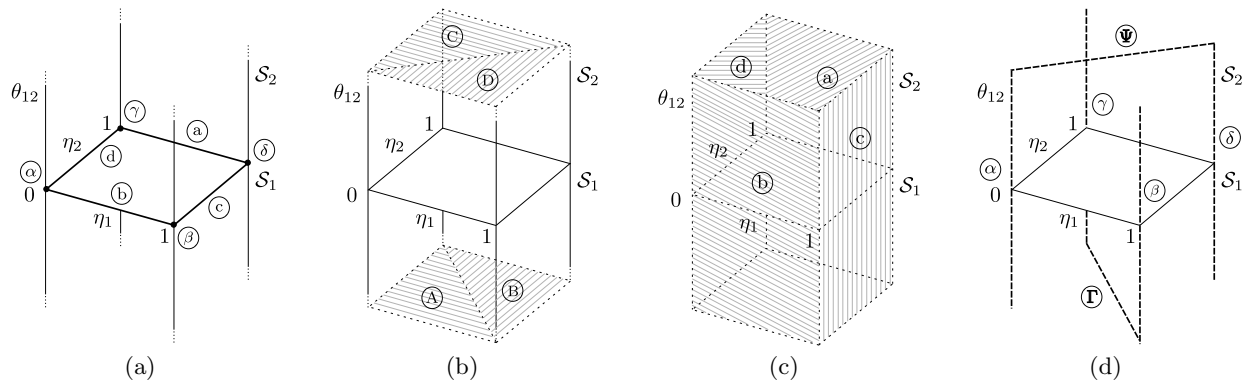 θ₁₂
𝒮₂
γ
1
ⓐ
η₂
ⓓ
δ
α
0
ⓑ
𝒮₁
ⓒ
η₁
1
β
(a)
Ⓒ
Ⓓ
θ₁₂
𝒮₂
1
η₂
0
𝒮₁
η₁
1
Ⓐ
Ⓑ
(b)
ⓓ
ⓐ
θ₁₂
𝒮₂
1
ⓒ
η₂
ⓑ
0
𝒮₁
η₁
1
(c)
Ψ
𝒮₂
θ₁₂
γ
1
η₂
δ
α
0
β
𝒮₁
η₁
1
Γ
(d)